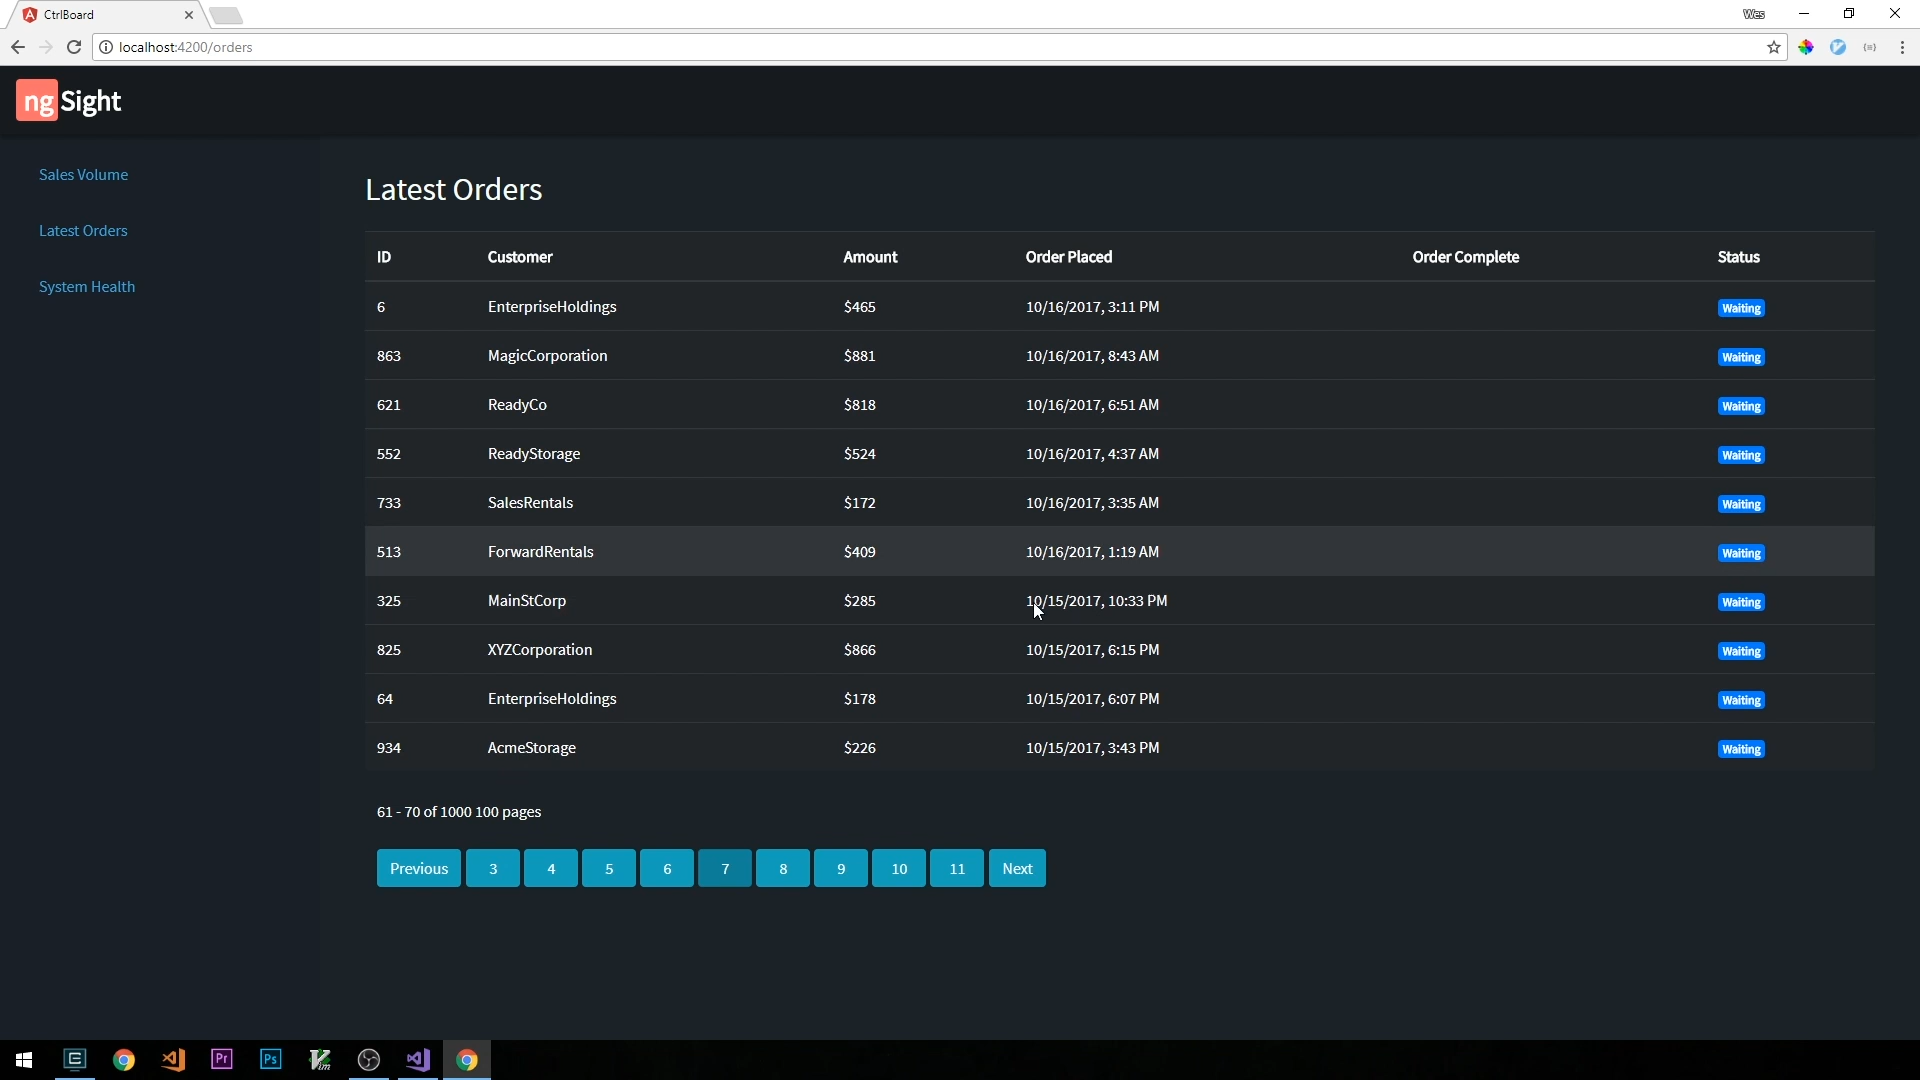 CtrlBoard
Wes
localhost:4200/orders
ng Sight
Sales Volume
Latest Orders
System Health
Latest Orders
ID Customer Amount Order Placed Order Complete Status
6 EnterpriseHoldings $465 10/16/2017, 3:11 PM Waiting
863 MagicCorporation $881 10/16/2017, 8:43 AM Waiting
621 ReadyCo $818 10/16/2017, 6:51 AM Waiting
552 ReadyStorage $524 10/16/2017, 4:37 AM Waiting
733 SalesRentals $172 10/16/2017, 3:35 AM Waiting
513 ForwardRentals $409 10/16/2017, 1:19 AM Waiting
325 MainStCorp $285 10/15/2017, 10:33 PM Waiting
825 XYZCorporation $866 10/15/2017, 6:15 PM Waiting
64 EnterpriseHoldings $178 10/15/2017, 6:07 PM Waiting
934 AcmeStorage $226 10/15/2017, 3:43 PM Waiting
61 - 70 of 1000 100 pages
Previous 3 4 5 6 7 8 9 10 11 Next
Pr Ps Vim